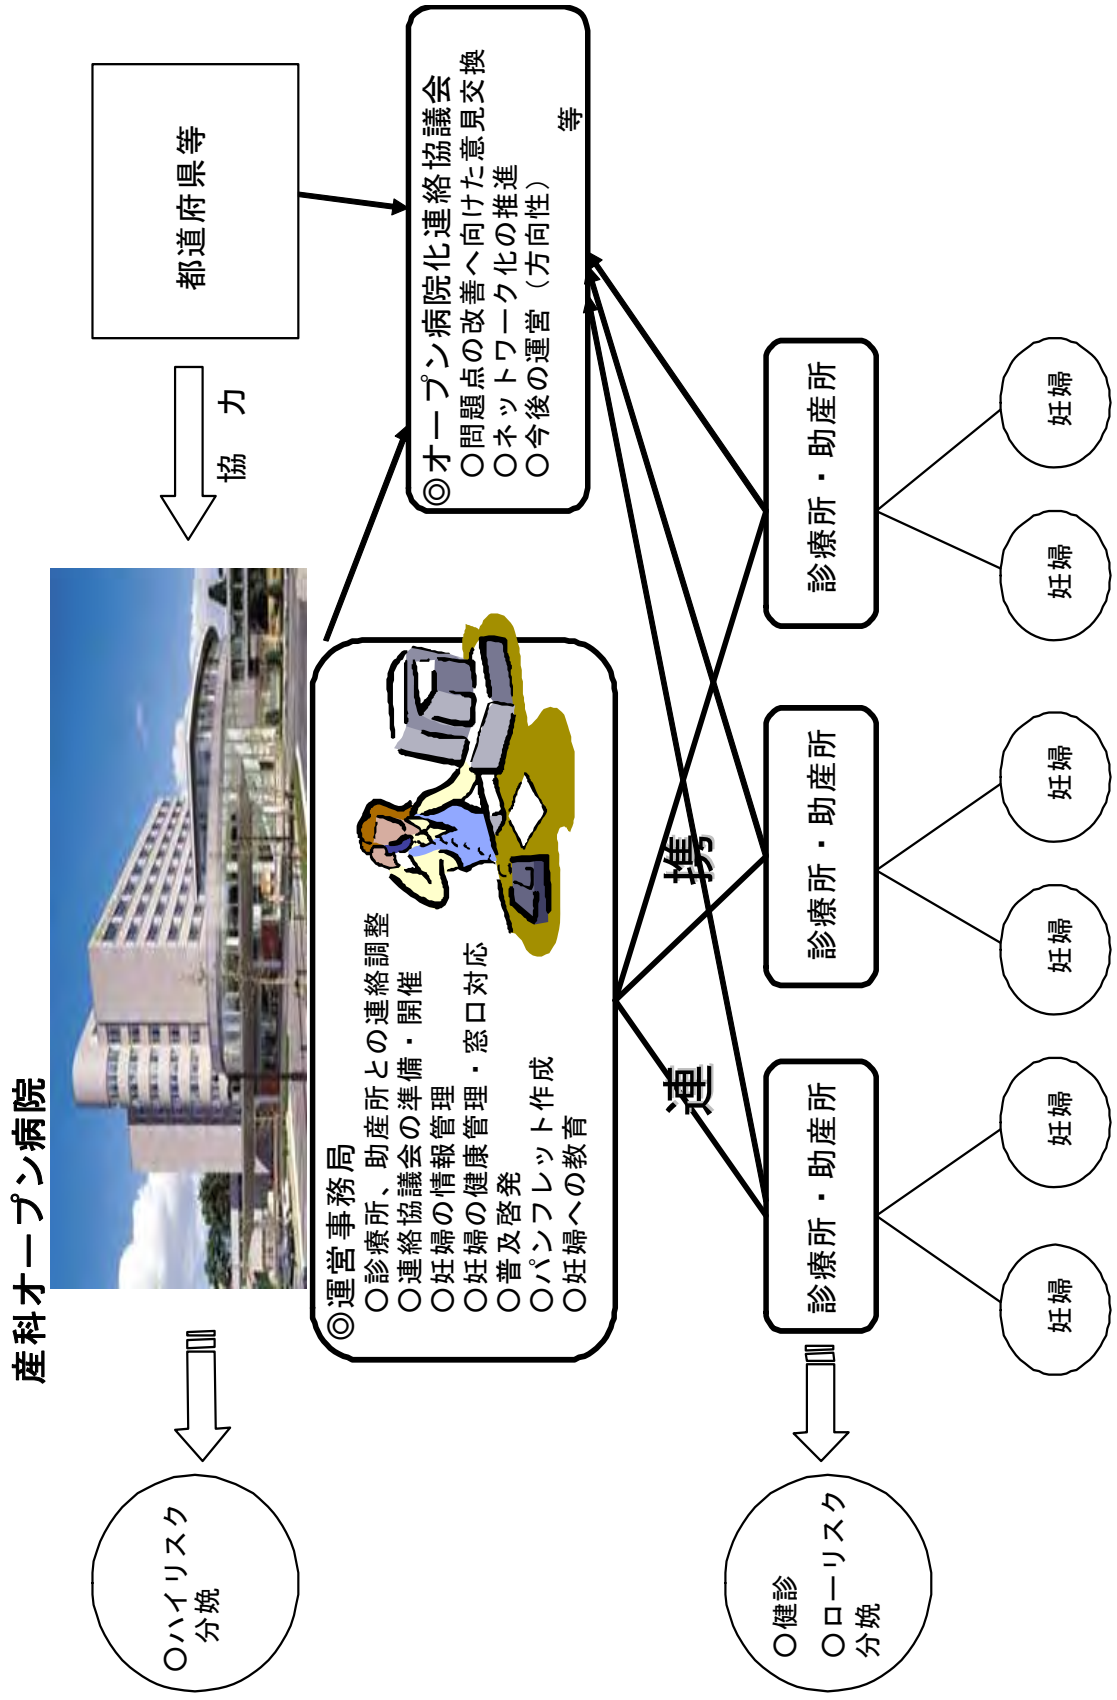 産科オープン病院
○ハイリスク
分娩
協 力
都道府県等
◎運営事務局
○診療所、助産所との連絡調整
○連絡協議会の準備・開催
○妊婦の情報管理
○妊婦の健康管理・窓口対応
○普及啓発
○パンフレット作成
○妊婦への教育
◎オープン病院化連絡協議会
○問題点の改善へ向けた意見交換
○ネットワーク化の推進
○今後の運営（方向性）
等
連 携
○健診
○ローリスク
分娩
診療所・助産所
診療所・助産所
診療所・助産所
妊婦
妊婦
妊婦
妊婦
妊婦
妊婦